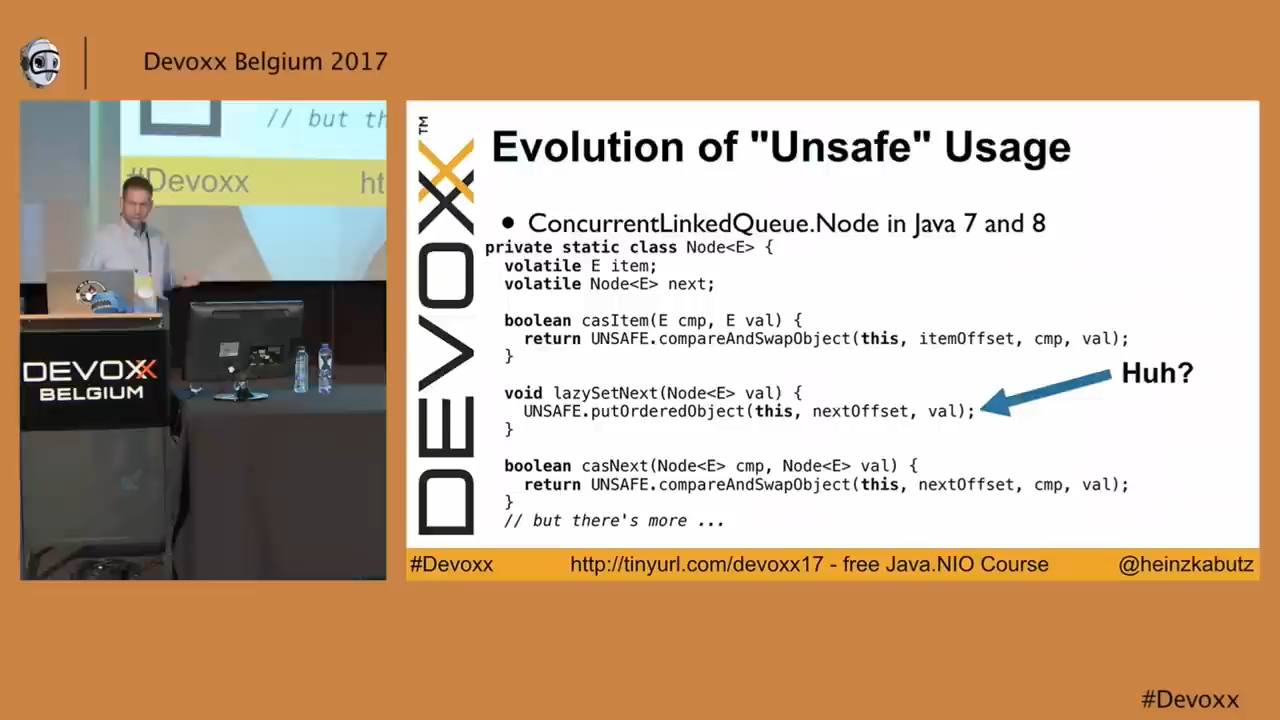 Devoxx Belgium 2017
// but th
#Devoxx
ht
DEVOXX
BELGIUM
DEVOXX™
Evolution of "Unsafe" Usage
• ConcurrentLinkedQueue.Node in Java 7 and 8
private static class Node<E> {
volatile E item;
volatile Node<E> next;
boolean casItem(E cmp, E val) {
return UNSAFE.compareAndSwapObject(this, itemOffset, cmp, val);
}
void lazySetNext(Node<E> val) {
UNSAFE.putOrderedObject(this, nextOffset, val);
}
Huh?
boolean casNext(Node<E> cmp, Node<E> val) {
return UNSAFE.compareAndSwapObject(this, nextOffset, cmp, val);
}
// but there's more ...
#Devoxx http://tinyurl.com/devoxx17 - free Java.NIO Course @heinzkabutz
#Devoxx